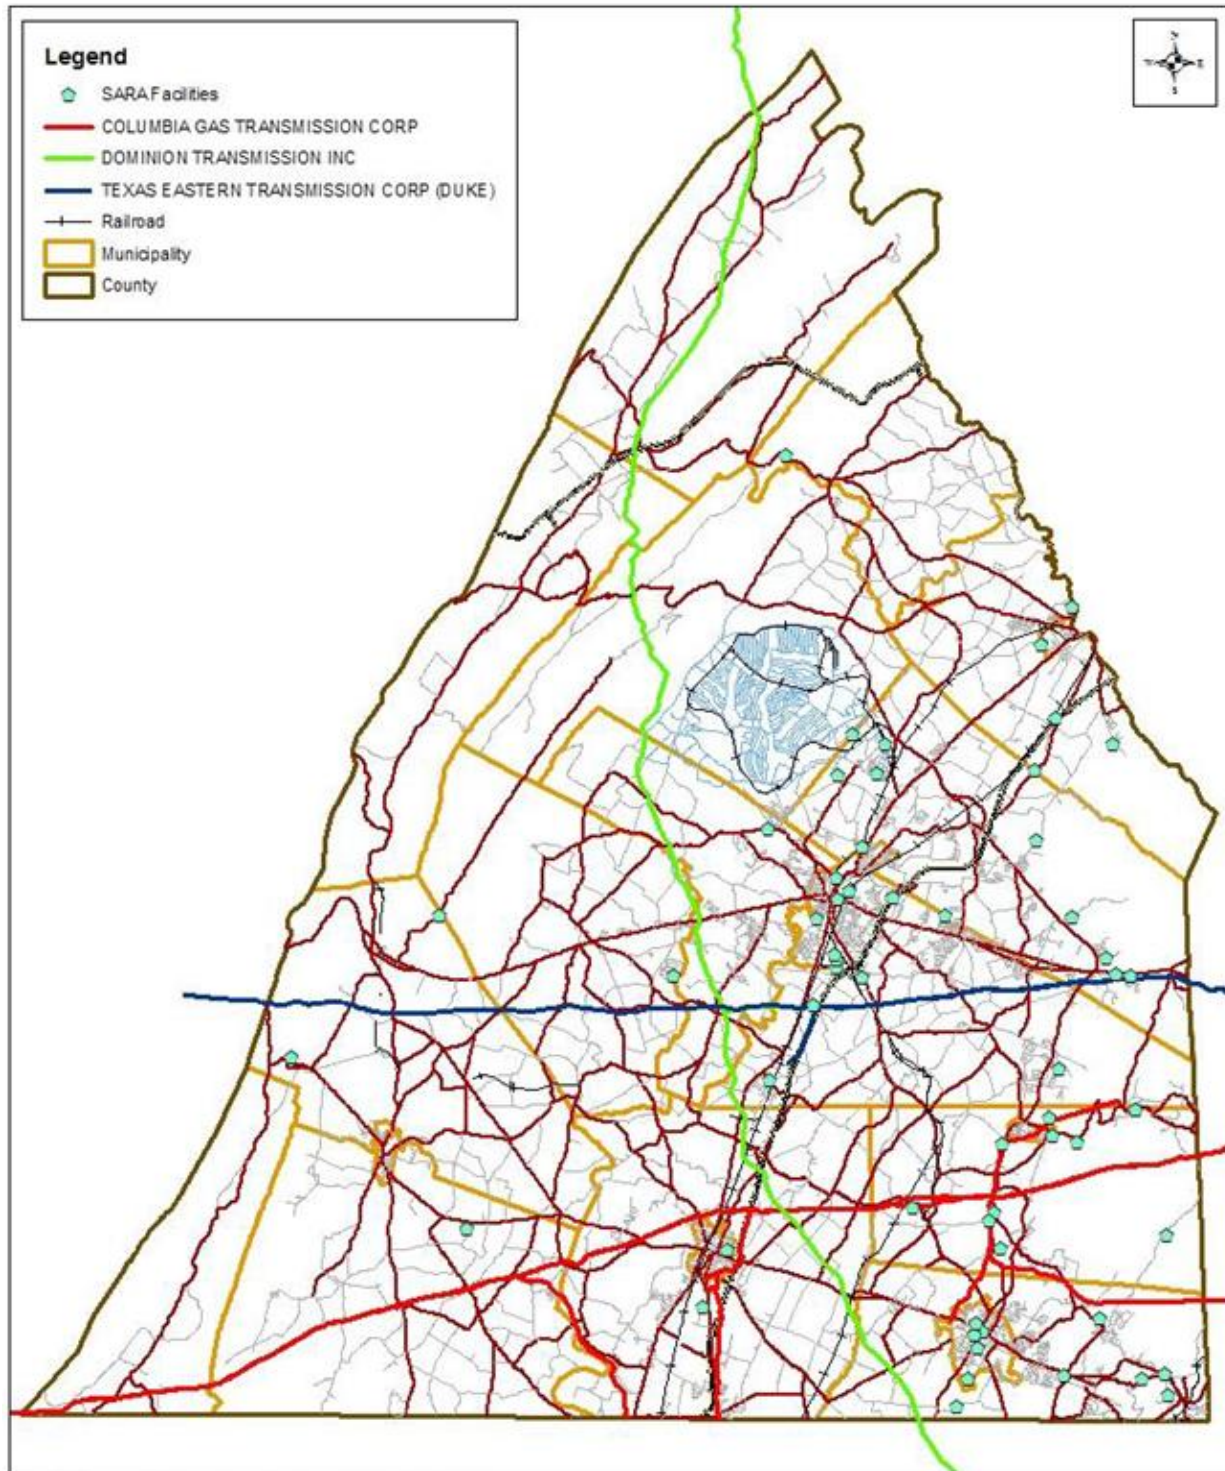 Legend
SARA Facilities
COLUMBIA GAS TRANSMISSION CORP
DOMINION TRANSMISSION INC
TEXAS EASTERN TRANSMISSION CORP (DUKE)
Railroad
Municipality
County
N
W E
S